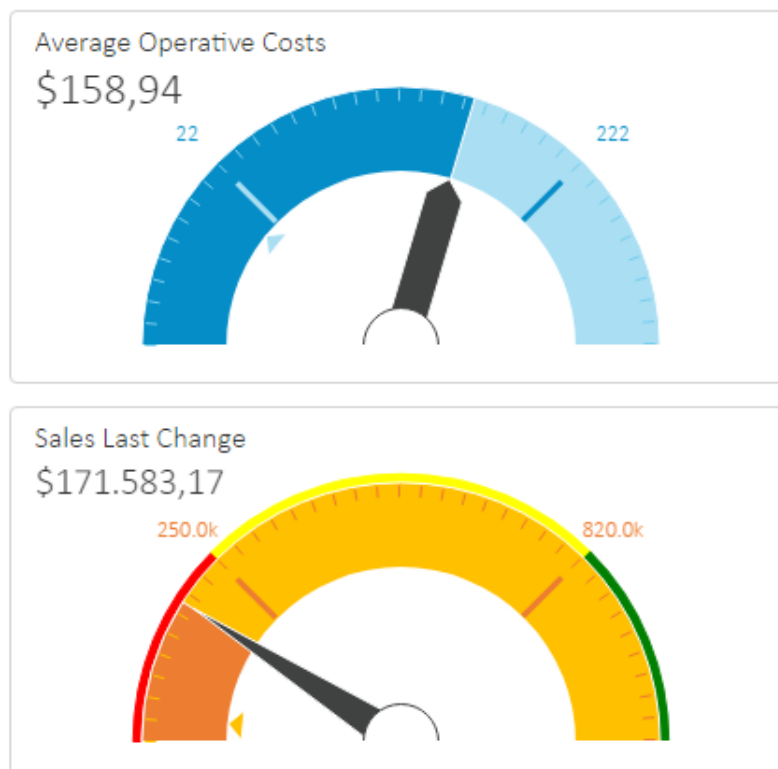 Average Operative Costs
$158,94
22
222
Sales Last Change
$171.583,17
250.0k
820.0k